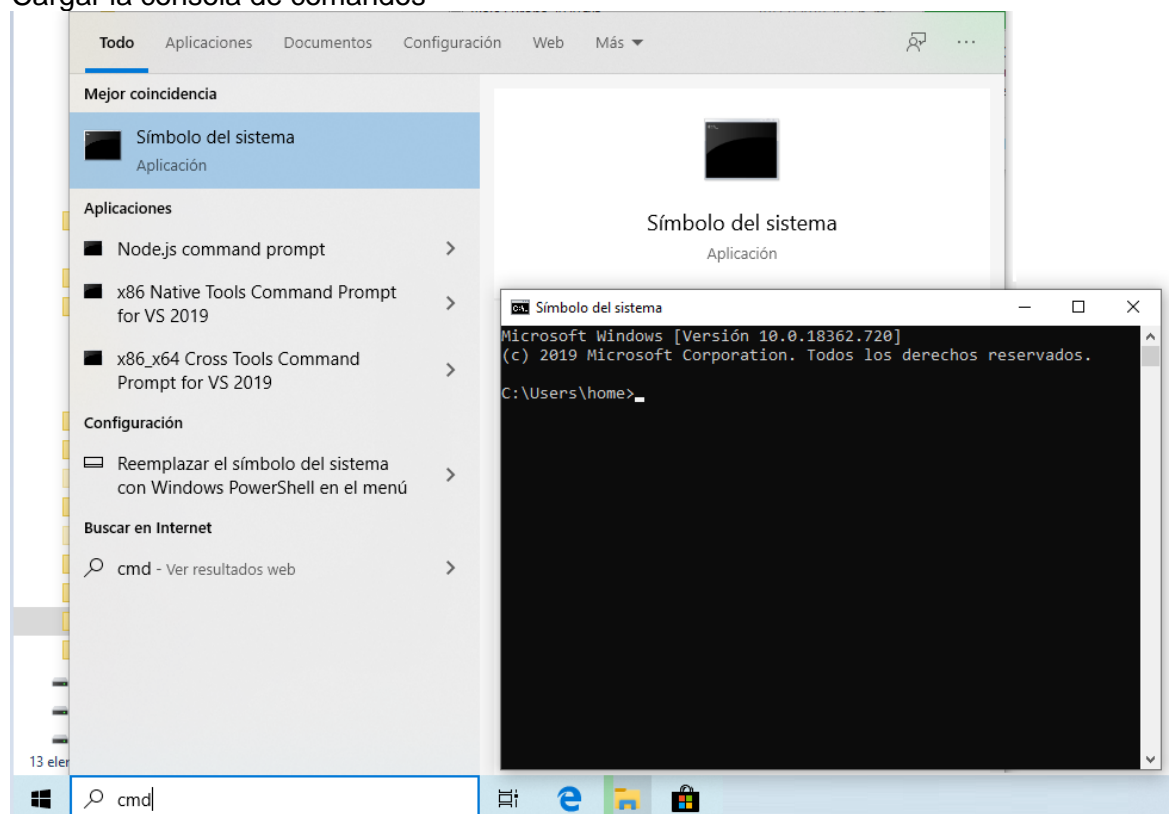 Cargar la consola de comandos
Todo Aplicaciones Documentos Configuración Web Más
Mejor coincidencia
Símbolo del sistema
Aplicación
Aplicaciones
Node.js command prompt
x86 Native Tools Command Prompt
for VS 2019
x86_x64 Cross Tools Command
Prompt for VS 2019
Configuración
Reemplazar el símbolo del sistema
con Windows PowerShell en el menú
Buscar en Internet
cmd - Ver resultados web
Símbolo del sistema
Aplicación
Símbolo del sistema
Microsoft Windows [Versión 10.0.18362.720]
(c) 2019 Microsoft Corporation. Todos los derechos reservados.
C:\Users\home>
13
cmd